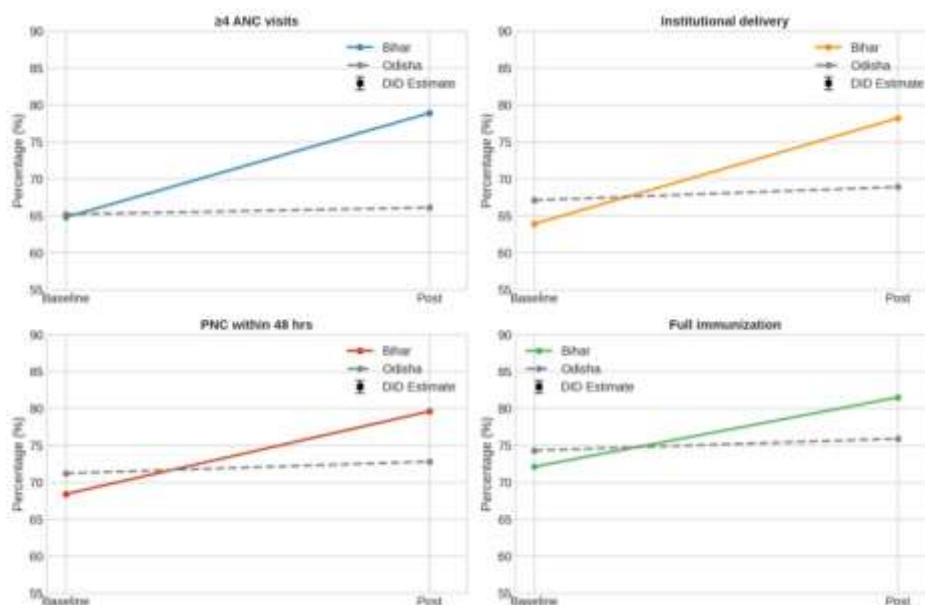 ≥4 ANC visits
Percentage (%)
90
85
80
75
70
65
60
55
Bihar
Odisha
DID Estimate
Baseline
Post
Institutional delivery
Percentage (%)
90
85
80
75
70
65
60
55
Bihar
Odisha
DID Estimate
Baseline
Post
PNC within 48 hrs
Percentage (%)
90
85
80
75
70
65
60
55
Bihar
Odisha
DID Estimate
Baseline
Post
Full immunization
Percentage (%)
90
85
80
75
70
65
60
55
Bihar
Odisha
DID Estimate
Baseline
Post